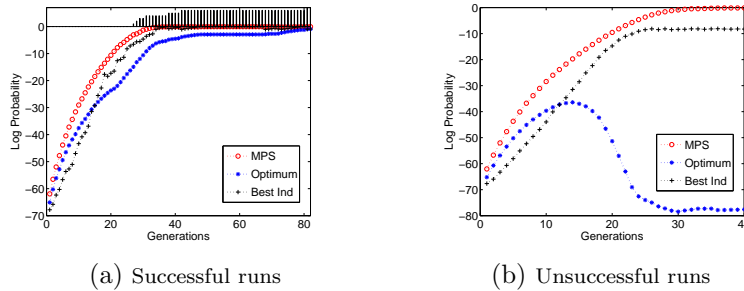 0
-10
-20
-30
-40
-50
-60
-70
0 20 40 60 80
Log Probability
Generations
MPS
Optimum
Best Ind
(a) Successful runs
0
-10
-20
-30
-40
-50
-60
-70
-80
0 10 20 30 40
Log Probability
Generations
MPS
Optimum
Best Ind
(b) Unsuccessful runs